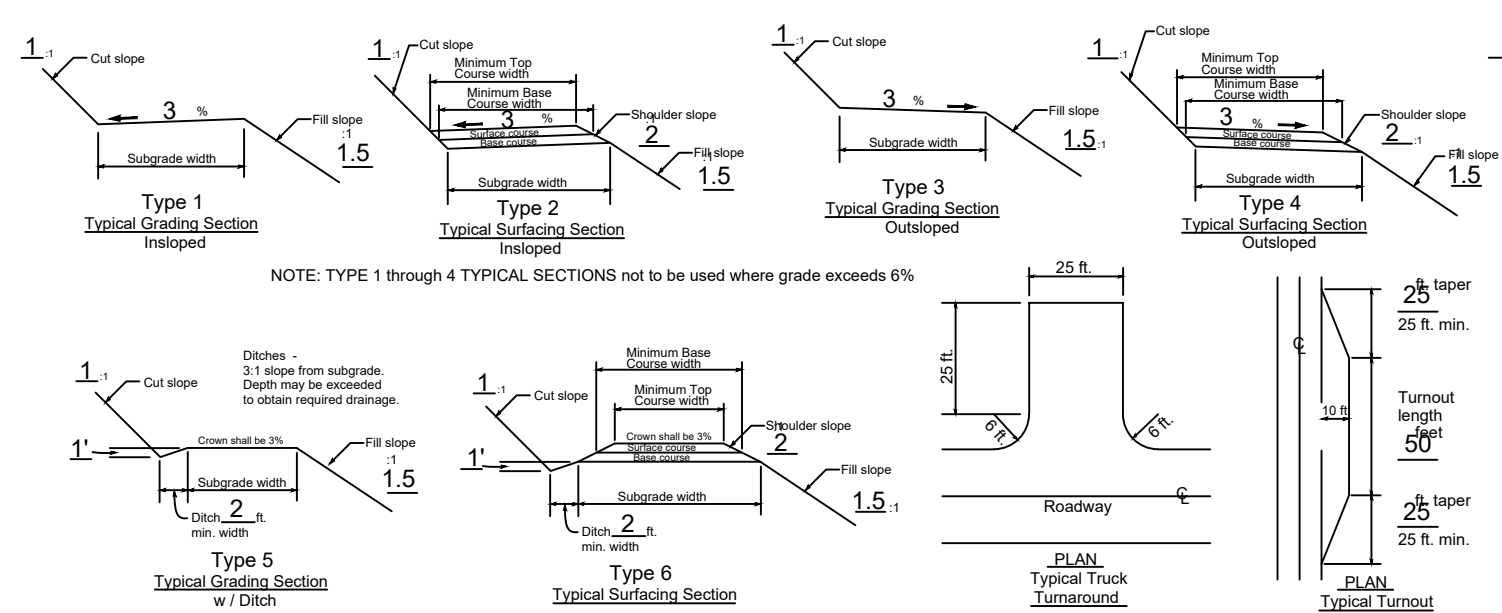 1 :1
Cut slope
3 %
Fill slope
:1
1.5
Subgrade width
Type 1
Typical Grading Section
Insloped
1 :1
Cut slope
Minimum Top
Course width
Minimum Base
Course width
3 %
Surface course
Base course
Shoulder slope
:1
2
Fill slope
:1
1.5
Subgrade width
Type 2
Typical Surfacing Section
Insloped
1 :1
Cut slope
3 %
Fill slope
1.5 :1
Subgrade width
Type 3
Typical Grading Section
Outsloped
1 :1
Cut slope
Minimum Top
Course width
Minimum Base
Course width
3 %
Surface course
Base course
Shoulder slope
2 :1
Fill slope
:1
1.5
Subgrade width
Type 4
Typical Surfacing Section
Outsloped
NOTE: TYPE 1 through 4 TYPICAL SECTIONS not to be used where grade exceeds 6%
1 :1
Cut slope
Ditches -
3:1 slope from subgrade.
Depth may be exceeded
to obtain required drainage.
1'
Crown shall be 3%
Fill slope
:1
1.5
Subgrade width
Ditch 2 ft.
min. width
Type 5
Typical Grading Section
w / Ditch
1 :1
Cut slope
Minimum Base
Course width
Minimum Top
Course width
1'
Crown shall be 3%
Surface course
Base course
Shoulder slope
:1
2
Fill slope
1.5 :1
Subgrade width
Ditch 2 ft.
min. width
Type 6
Typical Surfacing Section
25 ft.
25 ft.
6 ft.
6 ft.
Roadway
℄
PLAN
Typical Truck
Turnaround
℄
10 ft
25 ft. taper
25 ft. min.
Turnout
length
feet
50
25 ft. taper
25 ft. min.
PLAN
Typical Turnout